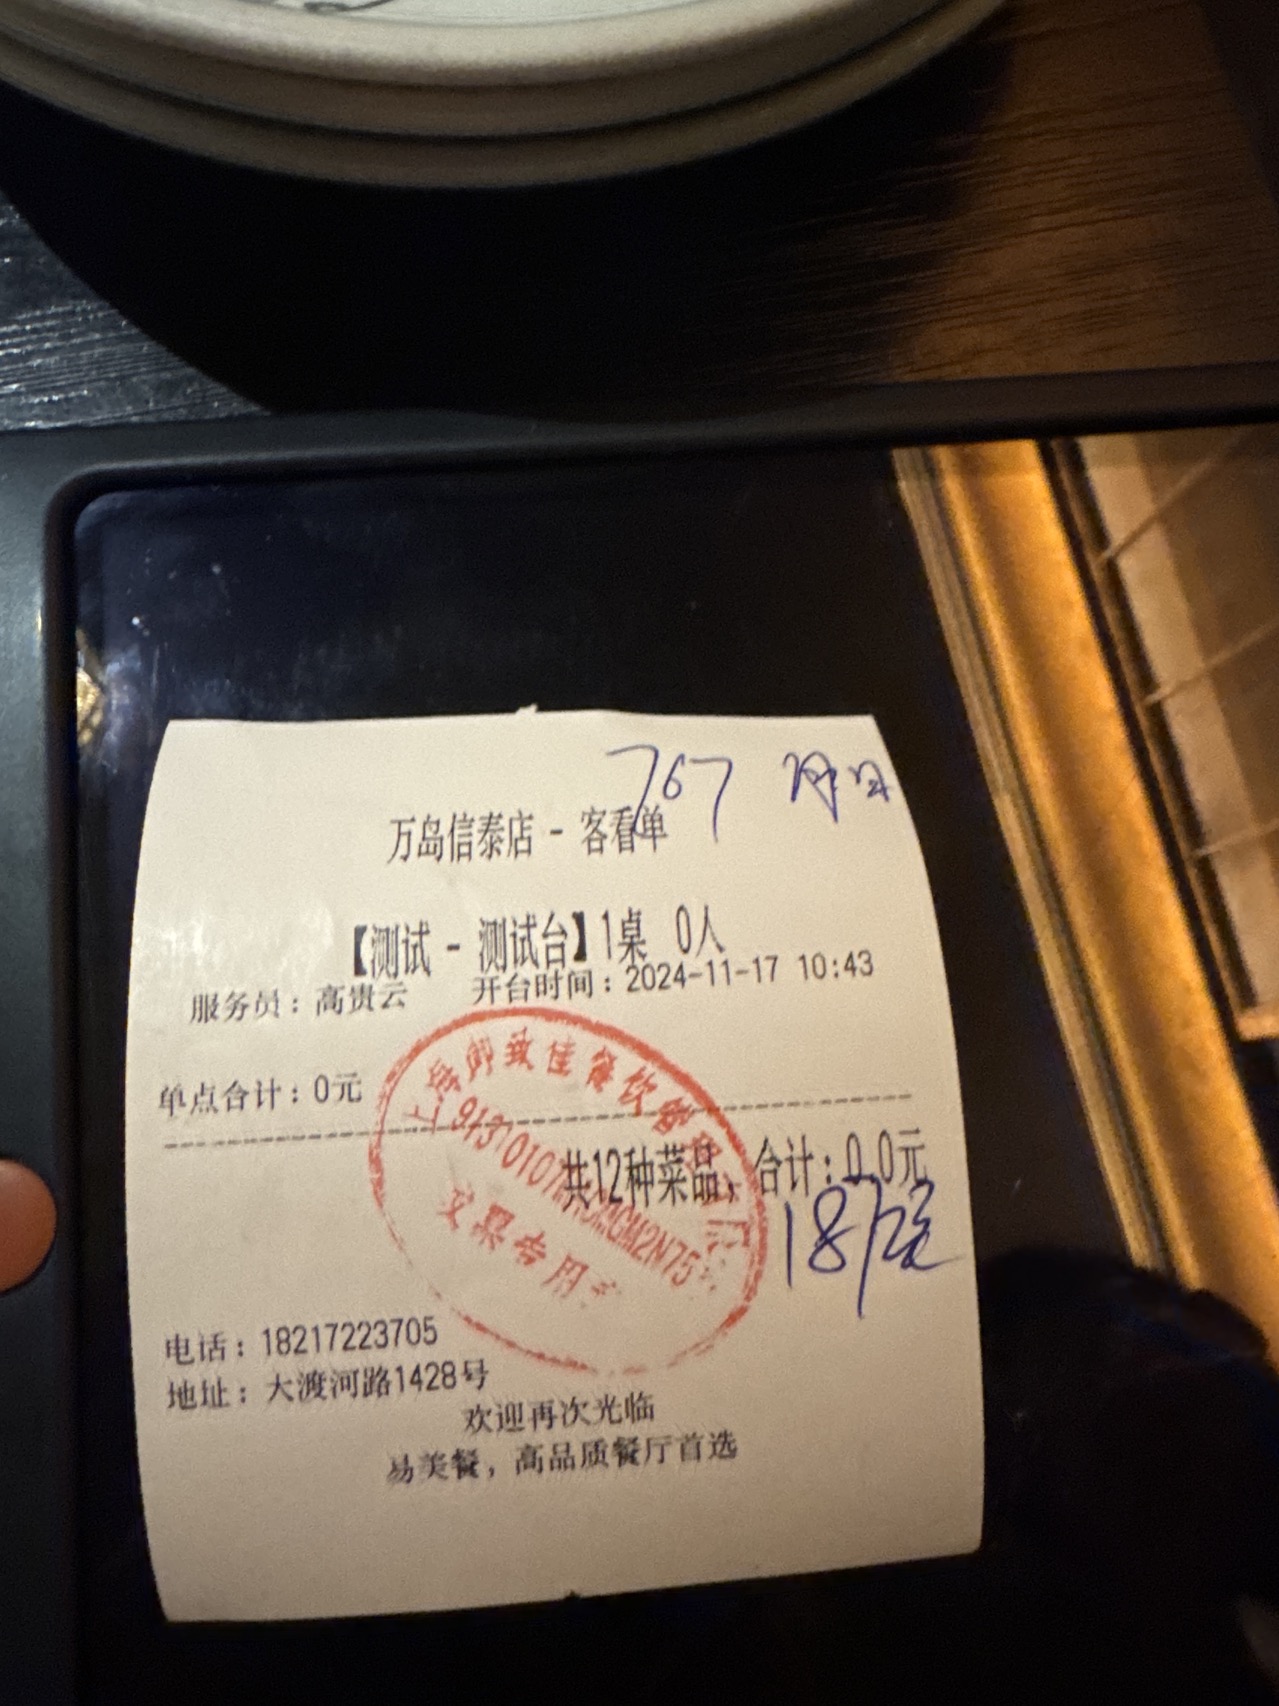 767
万岛信泰店 - 客看单
【测试 - 测试台】1桌 0人
服务员：高贵云 开台时间：2024-11-17 10:43
单点合计：0元
共12种菜品，合计：0.0元
电话：18217223705
地址：大渡河路1428号
欢迎再次光临
易美餐，高品质餐厅首选